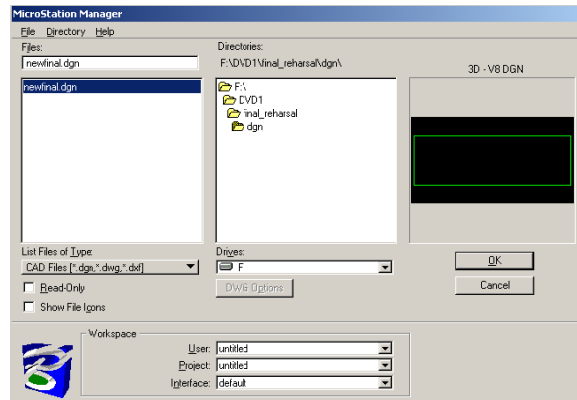 MicroStation Manager
File Directory Help
Files:
newfinal.dgn
newfinal.dgn
Directories:
F:\DVD1\final_reharsal\dgn\
F:\
DVD1
final_reharsal
dgn
3D - V8 DGN
List Files of Type:
CAD Files [*.dgn,*.dwg,*.dxf]
Read-Only
Show File Icons
Drives:
F
DWG Options
OK
Cancel
Workspace
User: untitled
Project: untitled
Interface: default